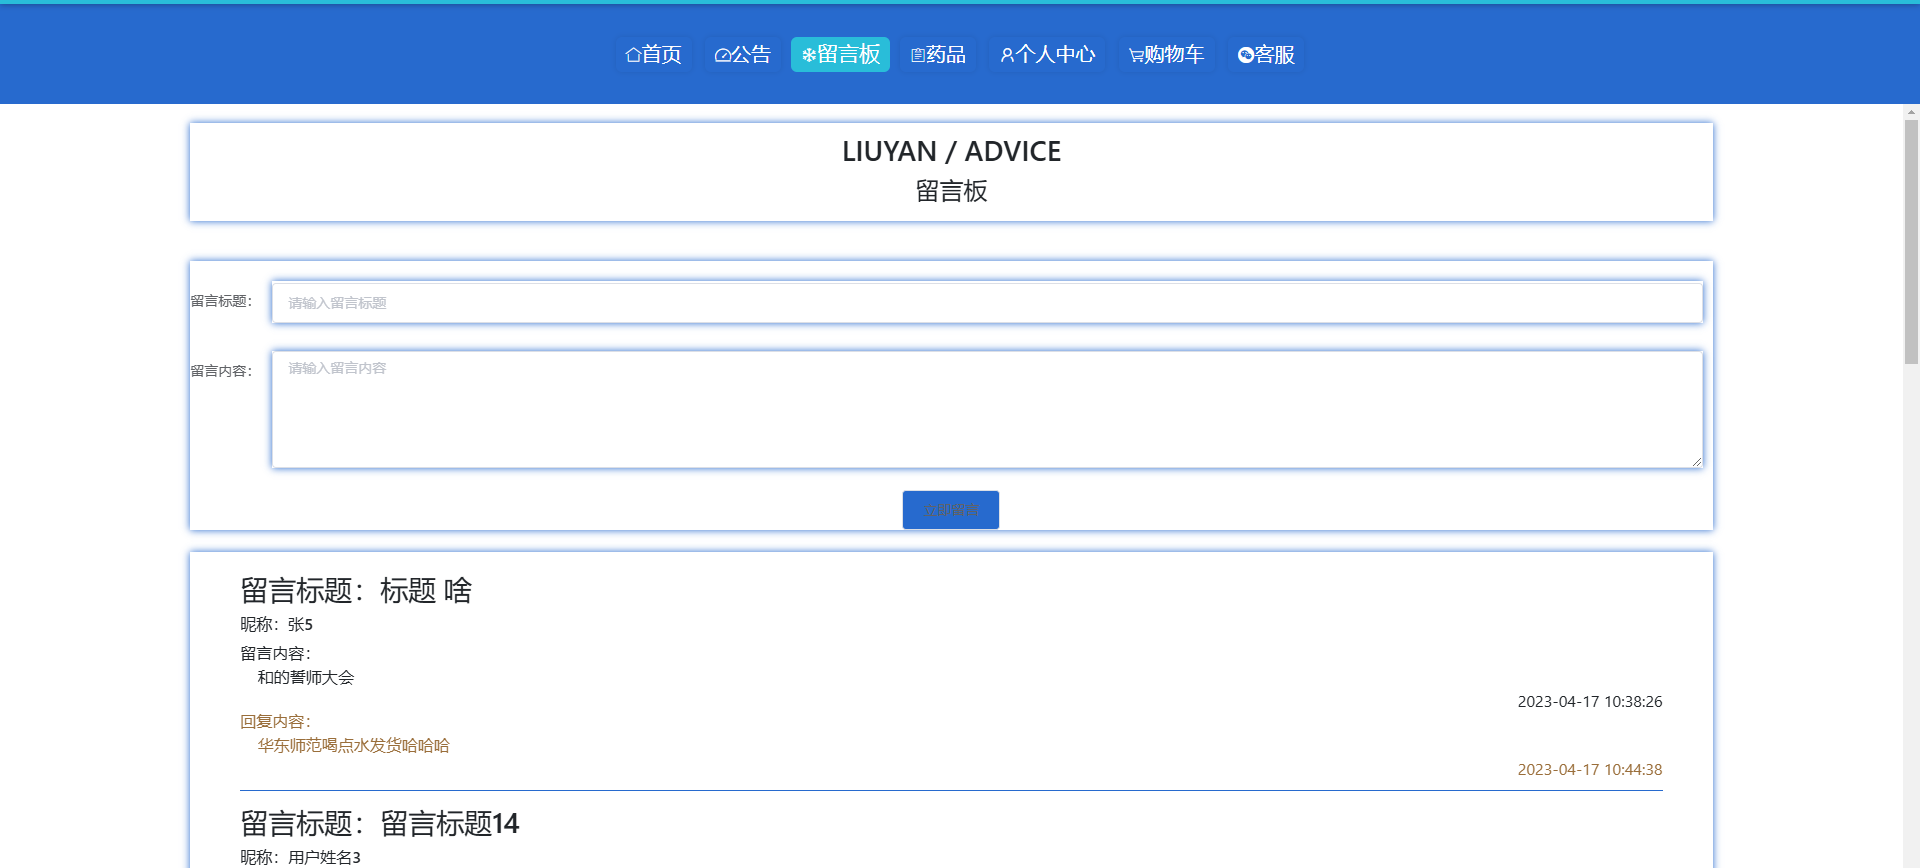 首页 公告 留言板 药品 个人中心 购物车 客服
LIUYAN / ADVICE
留言板
留言标题：
请输入留言标题
留言内容：
请输入留言内容
立即留言
留言标题：标题 啥
昵称：张5
留言内容：
和的誓师大会
2023-04-17 10:38:26
回复内容：
华东师范喝点水发货哈哈哈
2023-04-17 10:44:38
留言标题：留言标题14
昵称：用户姓名3